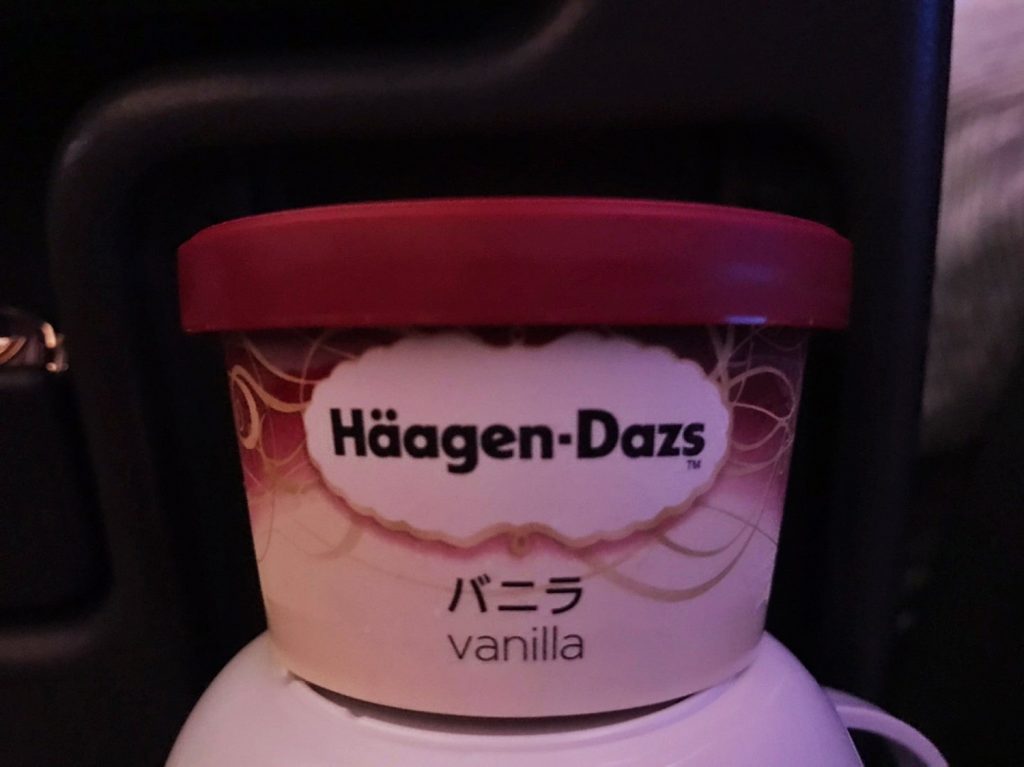 Häagen-Dazs
TM
バニラ
vanilla